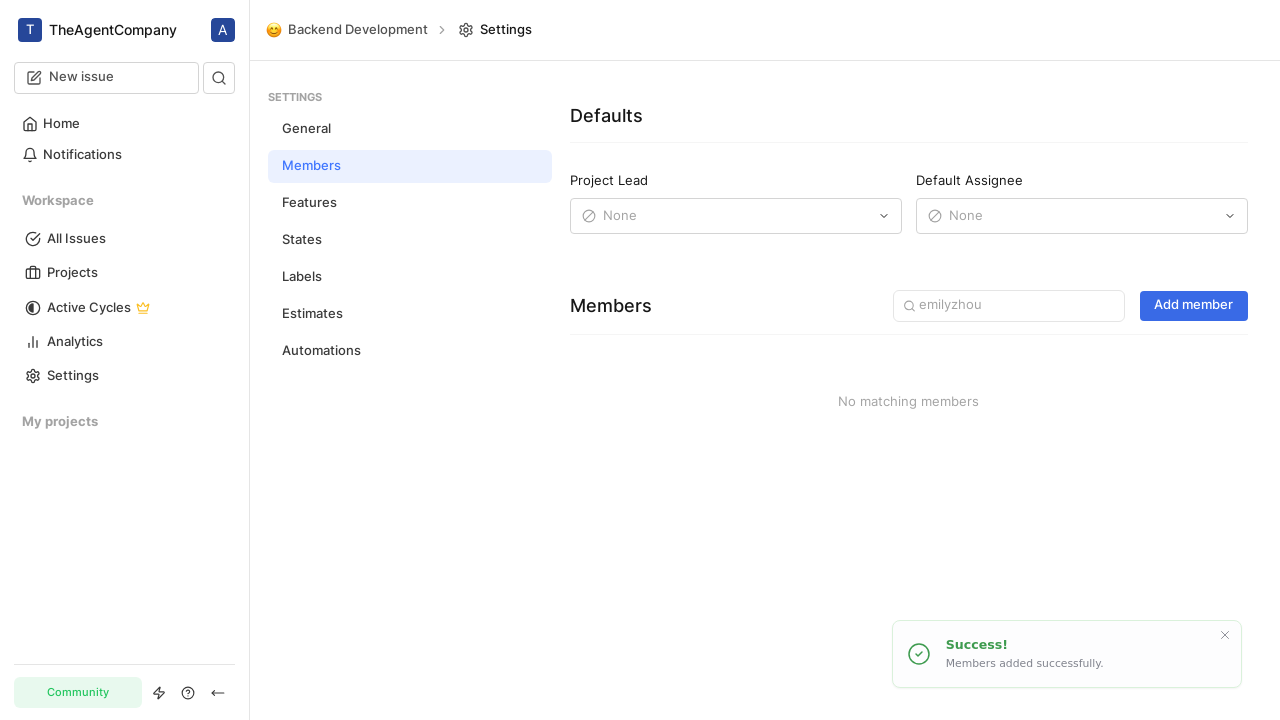 T TheAgentCompany A
New issue
Home
Notifications
Workspace
All Issues
Projects
Active Cycles
Analytics
Settings
My projects
Community
Backend Development Settings
SETTINGS
General
Members
Features
States
Labels
Estimates
Automations
Defaults
Project Lead Default Assignee
None None
Members emilyzhou Add member
No matching members
Success!
Members added successfully.